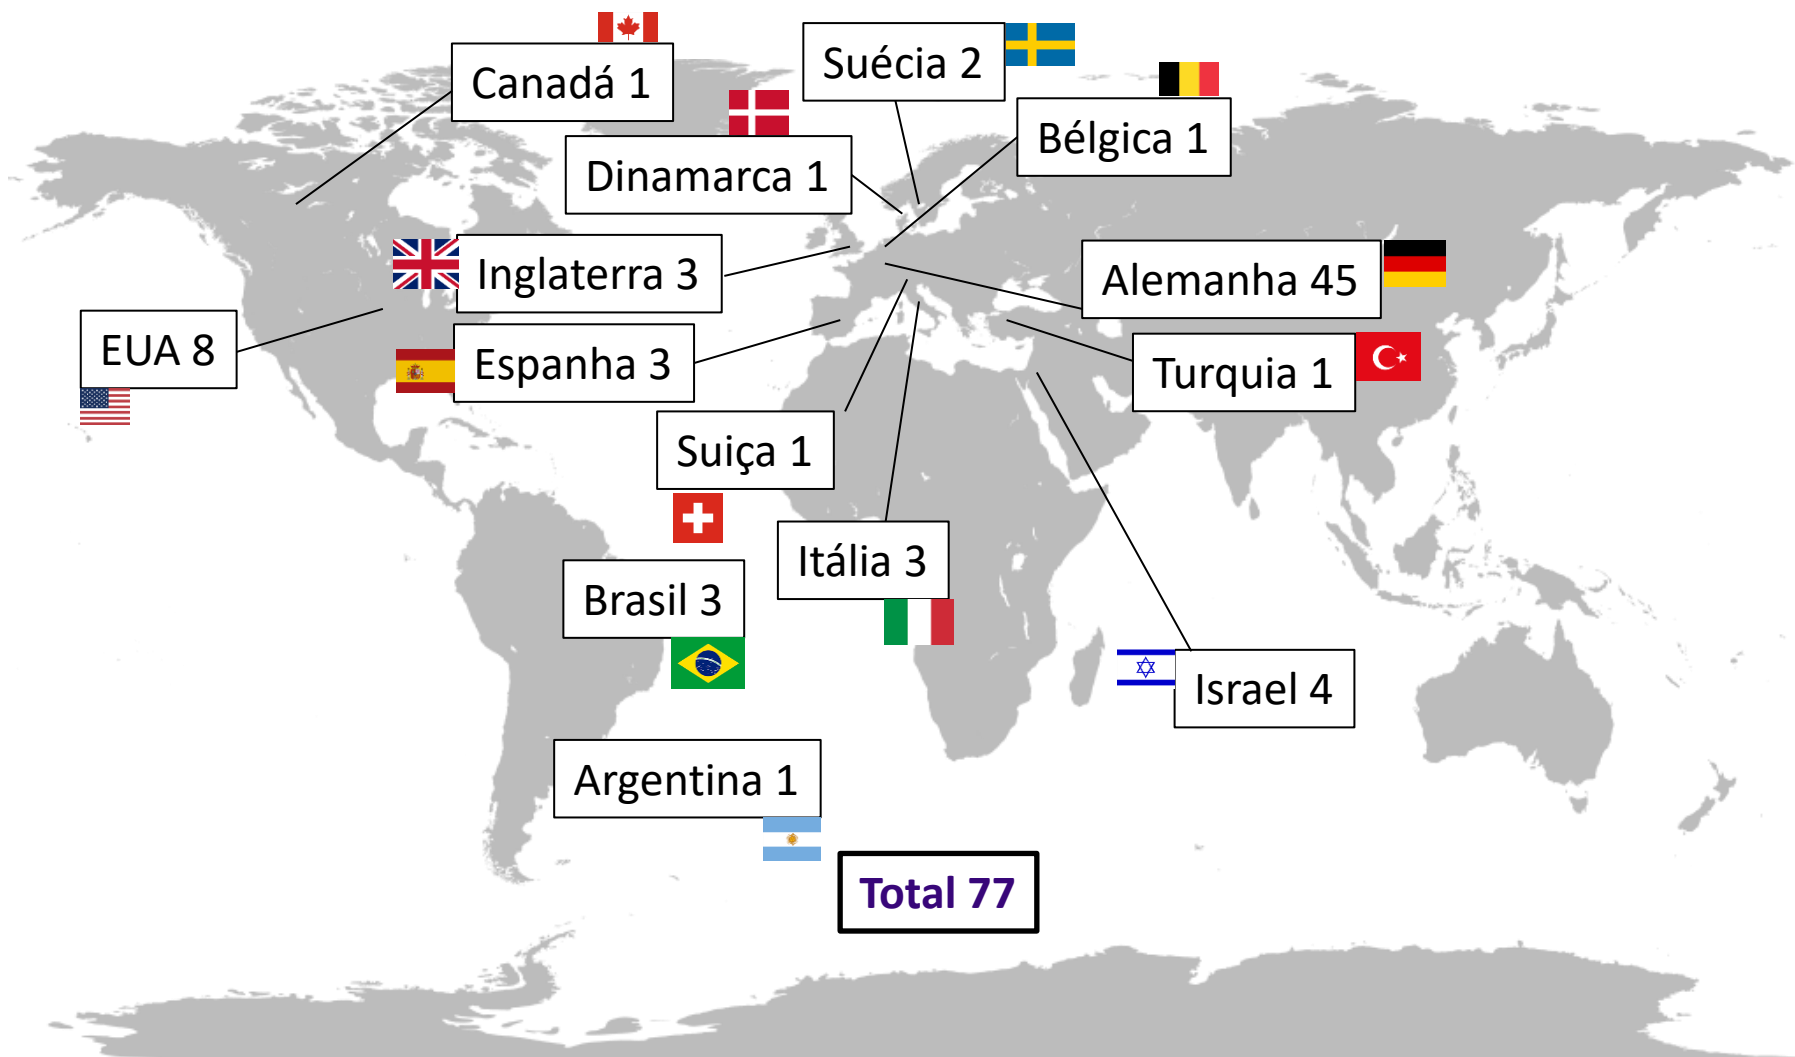 Canadá 1
Suécia 2
Bélgica 1
Dinamarca 1
Inglaterra 3
Alemanha 45
EUA 8
Espanha 3
Turquia 1
Suiça 1
Itália 3
Brasil 3
Israel 4
Argentina 1
Total 77